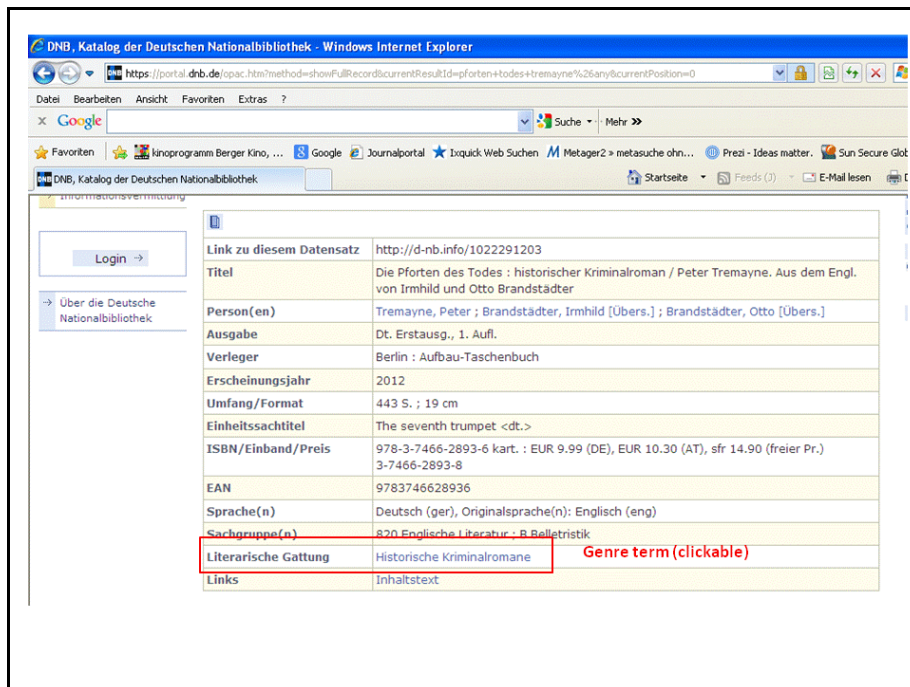 DNB, Katalog der Deutschen Nationalbibliothek - Windows Internet Explorer
https://portal.dnb.de/opac.htm?method=showFullRecord&currentResultId=pforten+todes+tremayne%26any&currentPosition=0
Datei Bearbeiten Ansicht Favoriten Extras ?
x Google Suche Mehr >>
Favoriten kinoprogramm Berger Kino, ... Google Journalportal Ixquick Web Suchen Metager2 » metasuche ohn... Prezi - Ideas matter. Sun Secure Glob
DNB, Katalog der Deutschen Nationalbibliothek Startseite Feeds (J) E-Mail lesen
Informationsvermittlung
Login →
→ Über die Deutsche
Nationalbibliothek
Link zu diesem Datensatz http://d-nb.info/1022291203
Titel Die Pforten des Todes : historischer Kriminalroman / Peter Tremayne. Aus dem Engl.
von Irmhild und Otto Brandstädter
Person(en) Tremayne, Peter ; Brandstädter, Irmhild [Übers.] ; Brandstädter, Otto [Übers.]
Ausgabe Dt. Erstausg., 1. Aufl.
Verleger Berlin : Aufbau-Taschenbuch
Erscheinungsjahr 2012
Umfang/Format 443 S. ; 19 cm
Einheitssachtitel The seventh trumpet <dt.>
ISBN/Einband/Preis 978-3-7466-2893-6 kart. : EUR 9.99 (DE), EUR 10.30 (AT), sfr 14.90 (freier Pr.)
3-7466-2893-8
EAN 9783746628936
Sprache(n) Deutsch (ger), Originalsprache(n): Englisch (eng)
Sachgruppe(n) 820 Englische Literatur ; B Belletristik
Literarische Gattung Historische Kriminalromane Genre term (clickable)
Links Inhaltstext